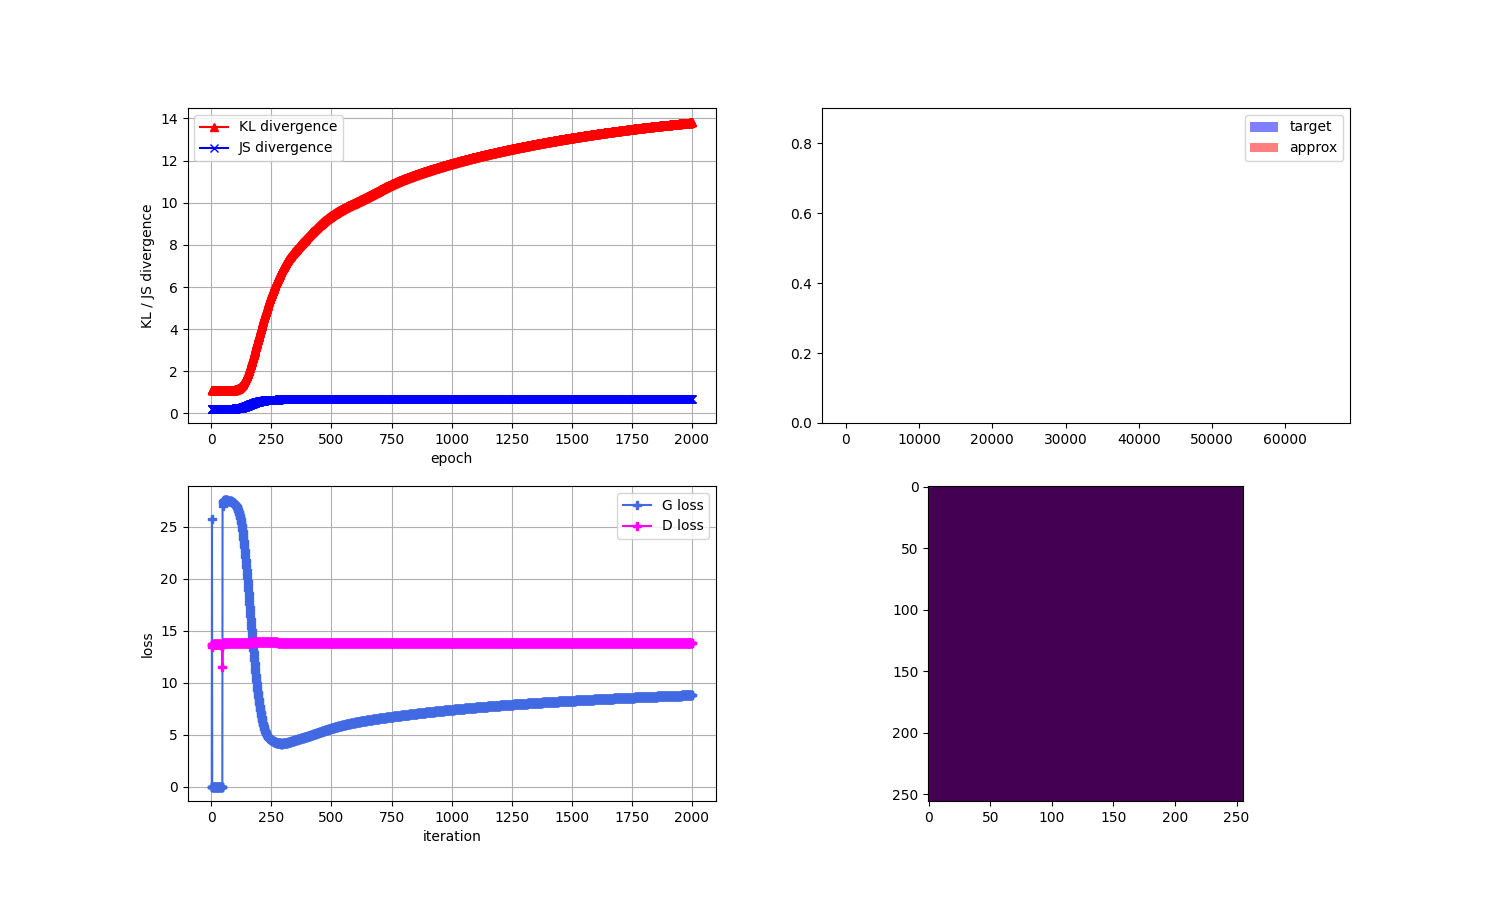 14
12
10
8
6
4
2
0
KL / JS divergence
KL divergence
JS divergence
0 250 500 750 1000 1250 1500 1750 2000
epoch
0.8
0.6
0.4
0.2
0.0
target
approx
0 10000 20000 30000 40000 50000 60000
25
20
15
10
5
0
loss
G loss
D loss
0 250 500 750 1000 1250 1500 1750 2000
iteration
0
50
100
150
200
250
0 50 100 150 200 250